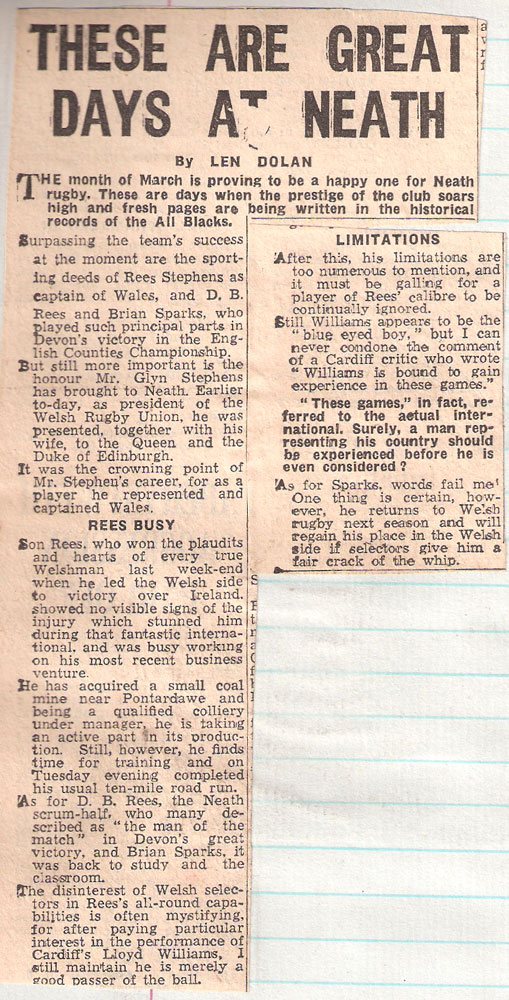 THESE ARE GREAT
DAYS AT NEATH
By LEN DOLAN
THE month of March is proving to be a happy one for Neath
rugby. These are days when the prestige of the club soars
high and fresh pages are being written in the historical
records of the All Blacks.
Surpassing the team's success
at the moment are the sport-
ing deeds of Rees Stephens as
captain of Wales, and D. B.
Rees and Brian Sparks, who
played such principal parts in
Devon's victory in the Eng-
lish Counties Championship.
But still more important is the
honour Mr. Glyn Stephens
has brought to Neath. Earlier
to-day, as president of the
Welsh Rugby Union, he was
presented, together with his
wife, to the Queen and the
Duke of Edinburgh.
It was the crowning point of
Mr. Stephen's career, for as a
player he represented and
captained Wales.
REES BUSY
Son Rees, who won the plaudits
and hearts of every true
Welshman last week-end
when he led the Welsh side
to victory over Ireland,
showed no visible signs of the
injury which stunned him
during that fantastic interna-
tional, and was busy working
on his most recent business
venture.
He has acquired a small coal
mine near Pontardawe and
being a qualified colliery
under manager, he is taking
an active part in its produc-
tion. Still, however, he finds
time for training and on
Tuesday evening completed
his usual ten-mile road run.
As for D. B. Rees, the Neath
scrum-half, who many de-
scribed as "the man of the
match" in Devon's great
victory, and Brian Sparks, it
was back to study and the
classroom.
The disinterest of Welsh selec-
tors in Rees's all-round capa-
bilities is often mystifying,
for after paying particular
interest in the performance of
Cardiff's Lloyd Williams, I
still maintain he is merely a
good passer of the ball.
LIMITATIONS
After this, his limitations are
too numerous to mention, and
it must be galling for a
player of Rees' calibre to be
continually ignored.
Still Williams appears to be the
"blue eyed boy," but I can
never condone the comment
of a Cardiff critic who wrote
"Williams is bound to gain
experience in these games."
"These games," in fact, re-
ferred to the actual inter-
national. Surely, a man rep-
resenting his country should
be experienced before he is
even considered?
As for Sparks, words fail me!
One thing is certain, how-
ever, he returns to Welsh
rugby next season and will
regain his place in the Welsh
side if selectors give him a
fair crack of the whip.